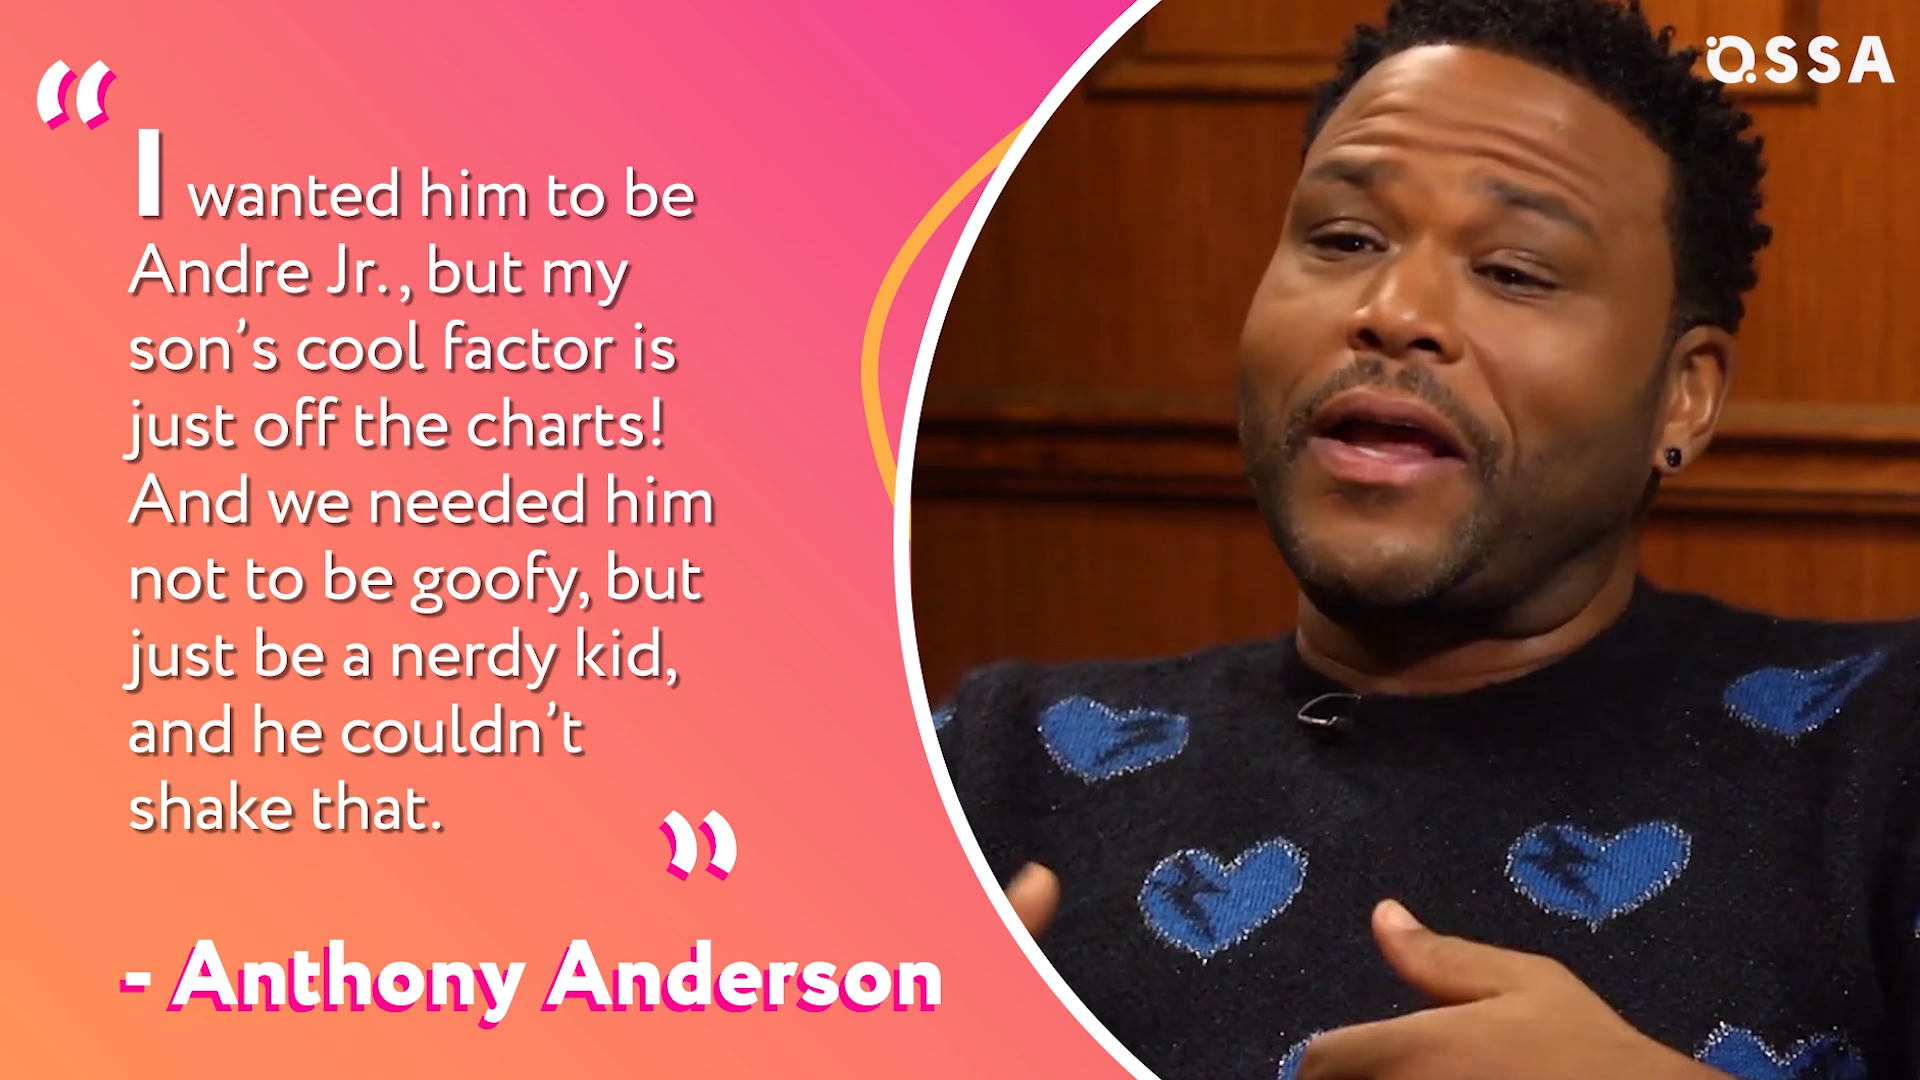 OSSA
“
I wanted him to be
Andre Jr., but my
son’s cool factor is
just off the charts!
And we needed him
not to be goofy, but
just be a nerdy kid,
and he couldn’t
shake that.
”
- Anthony Anderson